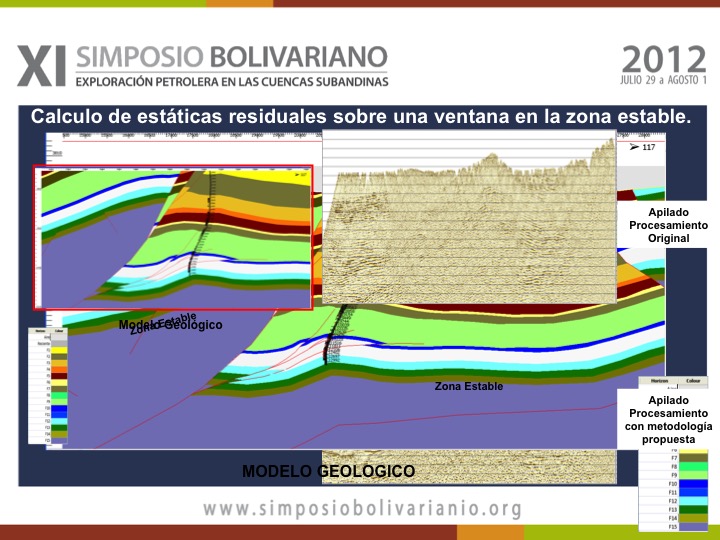 XI SIMPOSIO BOLIVARIANO
EXPLORACIÓN PETROLERA EN LAS CUENCAS SUBANDINAS
2012
JULIO 29 a AGOSTO 1
Calculo de estáticas residuales sobre una ventana en la zona estable.
117
Apilado
Procesamiento
Original
Modelo Geologico
Zona Estable
Zona Estable
Horizon Colour
Apilado
Procesamiento
con metodología
propuesta
F7
F8
F9
F10
F11
F12
F13
F14
F15
MODELO GEOLOGICO
www.simposiobolivarianio.org